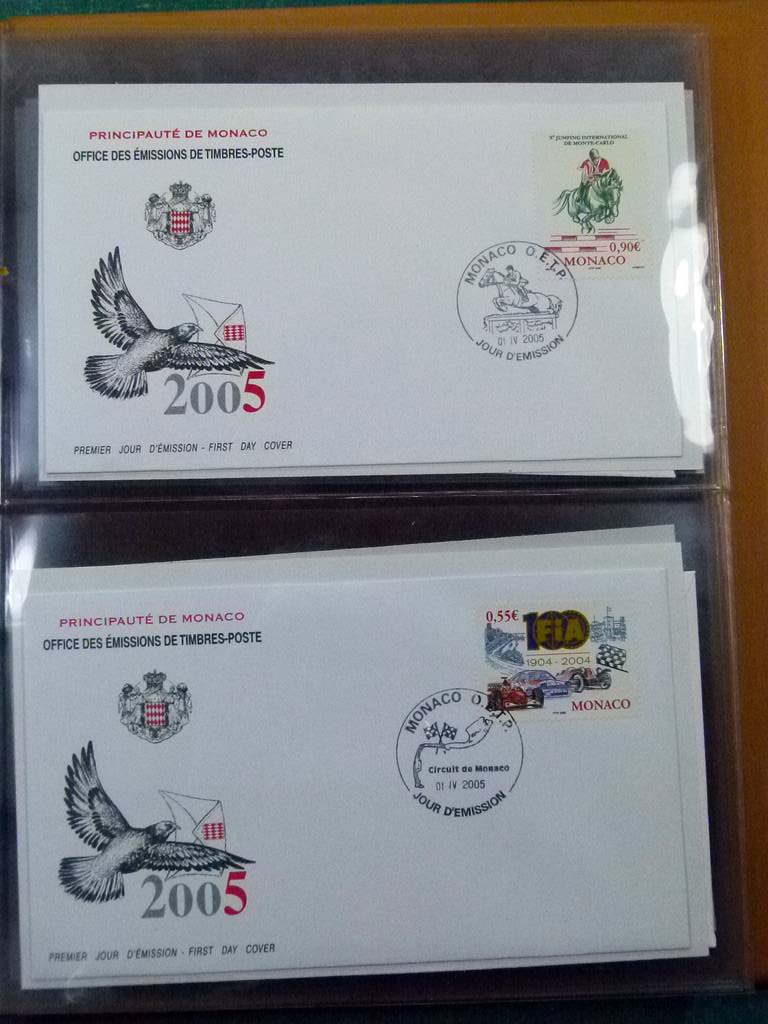 PRINCIPAUTÉ DE MONACO
OFFICE DES ÉMISSIONS DE TIMBRES-POSTE
2005
PREMIER JOUR D'ÉMISSION - FIRST DAY COVER
JUMPING INTERNATIONAL
DE MONTE-CARLO
0,90€
MONACO
MONACO O.E.T.P.
01 IV 2005
JOUR D'EMISSION
PRINCIPAUTÉ DE MONACO
OFFICE DES ÉMISSIONS DE TIMBRES-POSTE
2005
PREMIER JOUR D'ÉMISSION - FIRST DAY COVER
0,55€
100
FiA
1904 - 2004
MONACO
MONACO O.E.T.P.
Circuit de Monaco
01 IV 2005
JOUR D'EMISSION